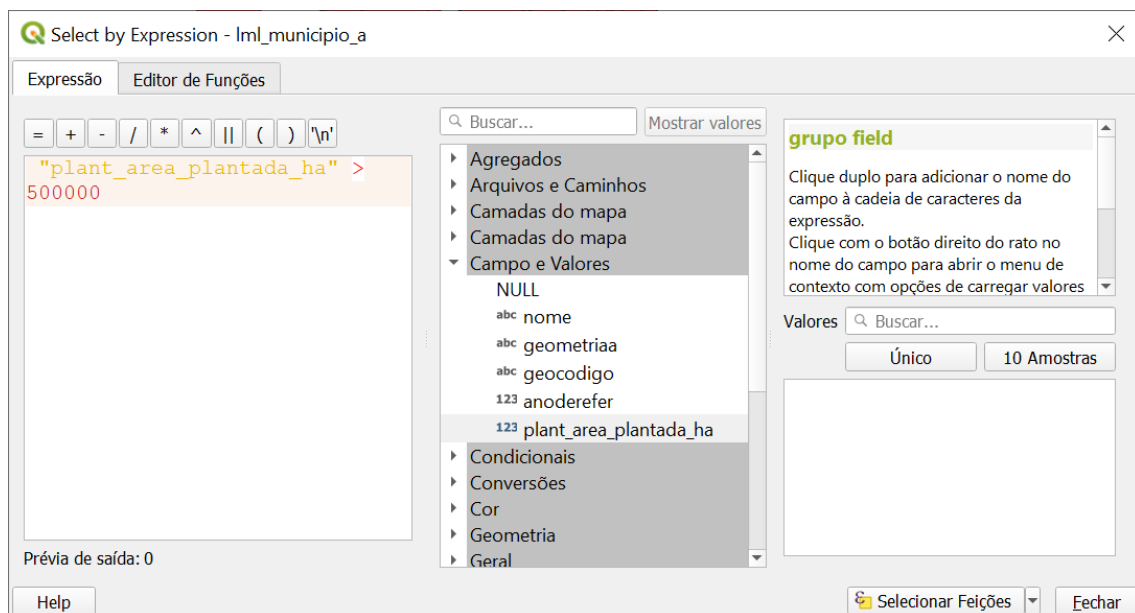 Select by Expression - lml_municipio_a
Expressão
Editor de Funções
= + - / * ^ || ( ) '\n'
"plant_area_plantada_ha" >
500000
Prévia de saída: 0
Buscar...
Mostrar valores
Agregados
Arquivos e Caminhos
Camadas do mapa
Camadas do mapa
Campo e Valores
NULL
abc nome
abc geometriaa
abc geocodigo
123 anoderefer
123 plant_area_plantada_ha
Condicionais
Conversões
Cor
Geometria
Geral
grupo field
Clique duplo para adicionar o nome do
campo à cadeia de caracteres da
expressão.
Clique com o botão direito do rato no
nome do campo para abrir o menu de
contexto com opções de carregar valores
Valores
Buscar...
Único
10 Amostras
Help
Selecionar Feições
Fechar